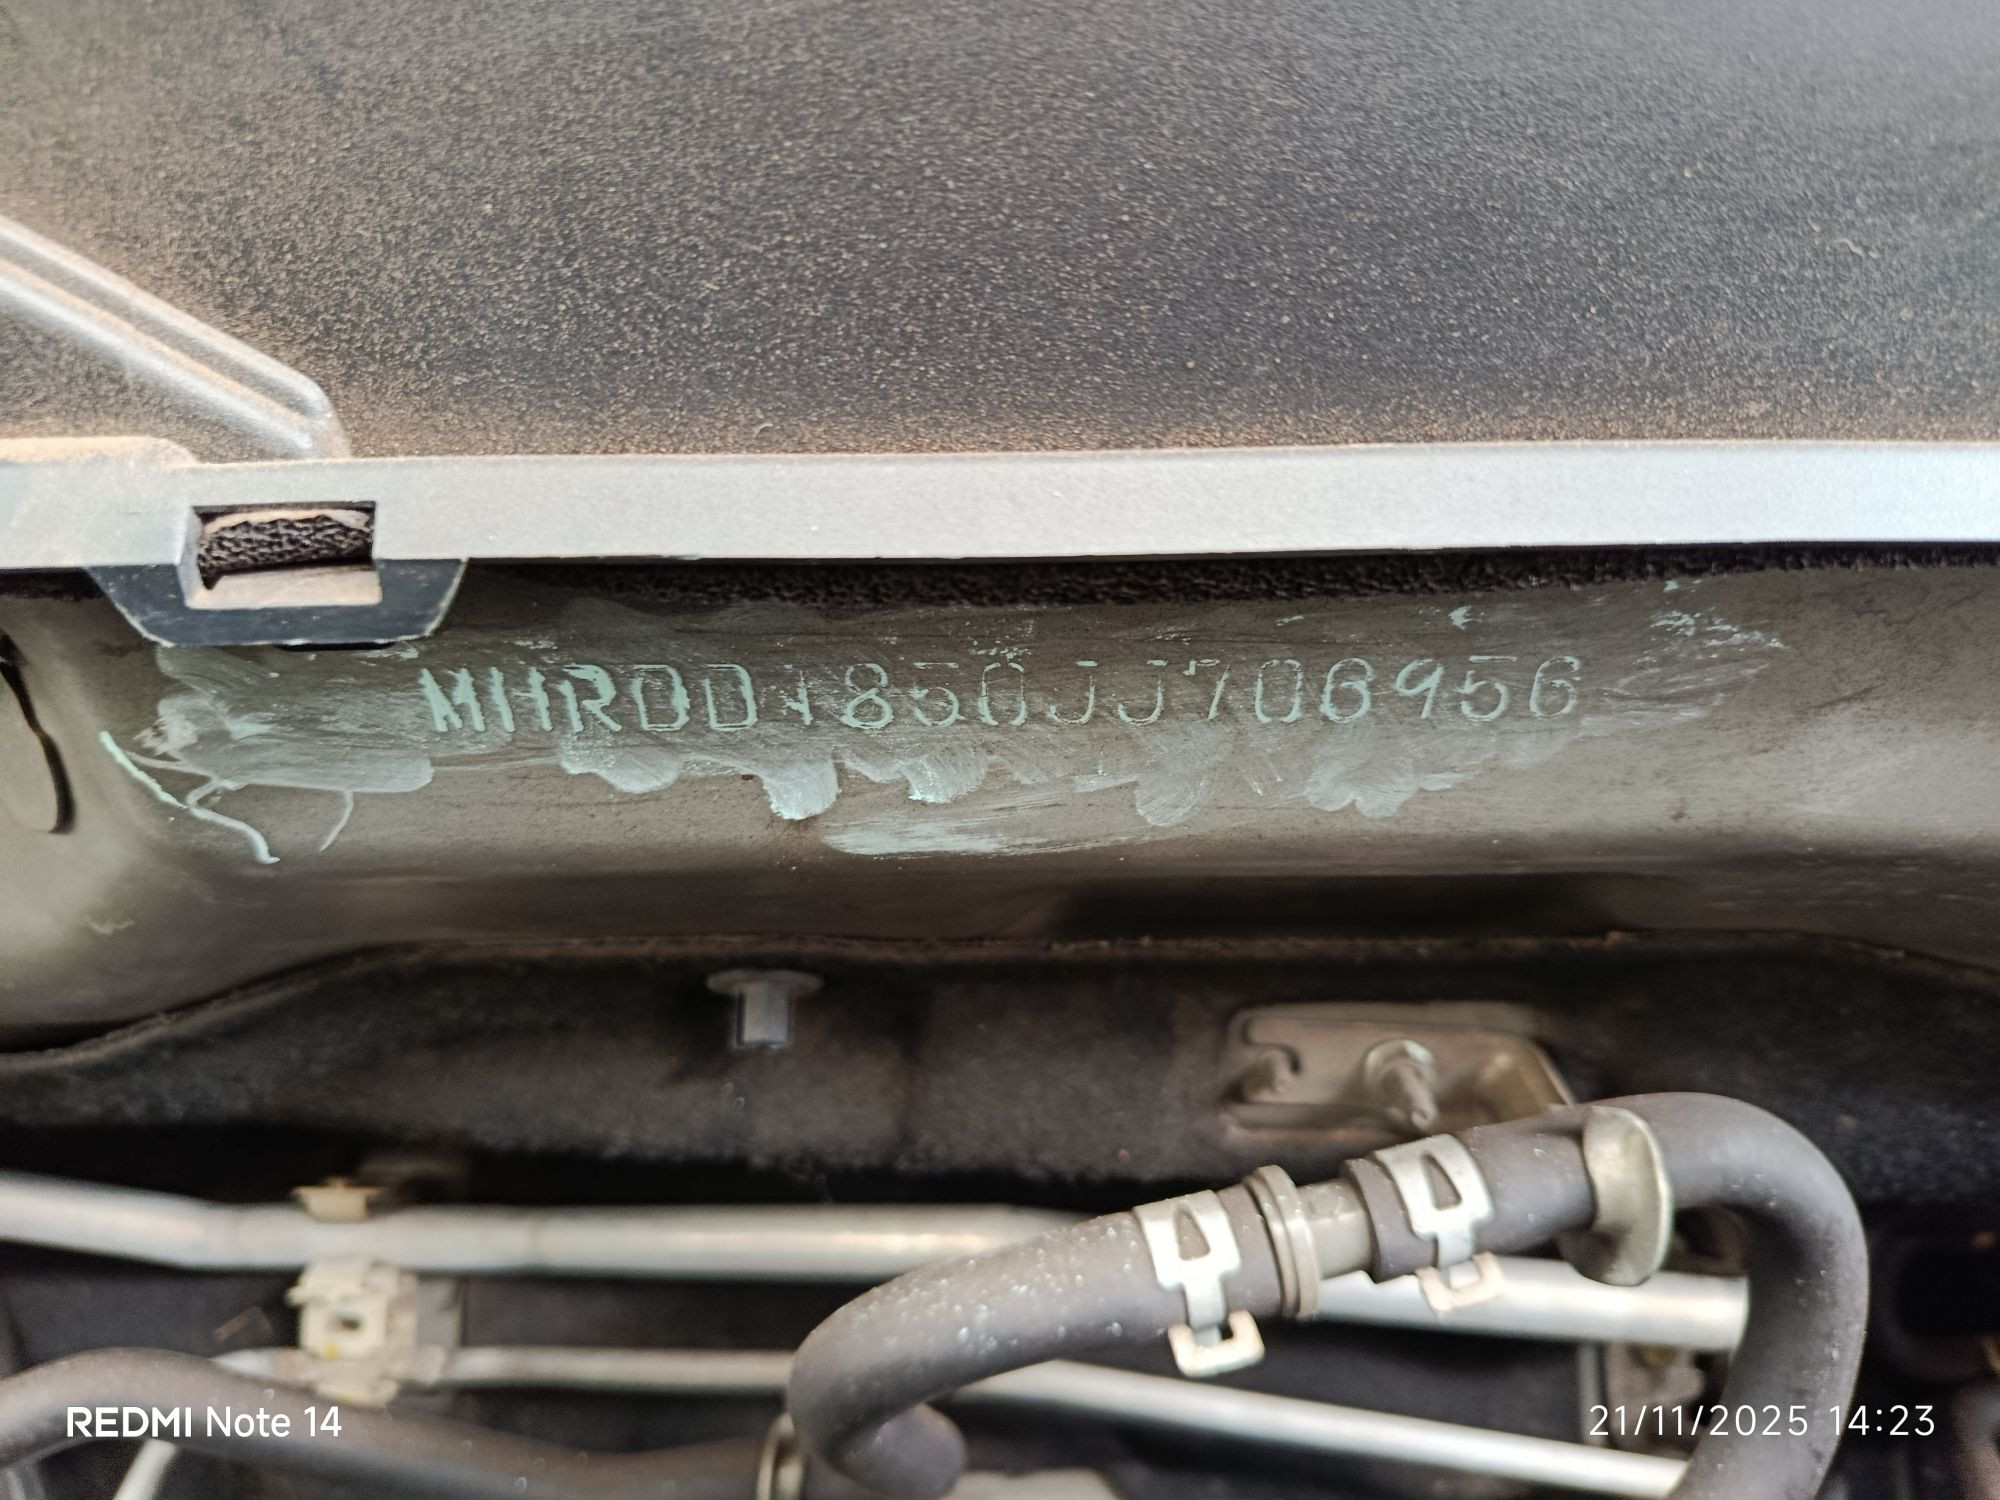 MHRDD1850JJ706956
REDMI Note 14
21/11/2025 14:23